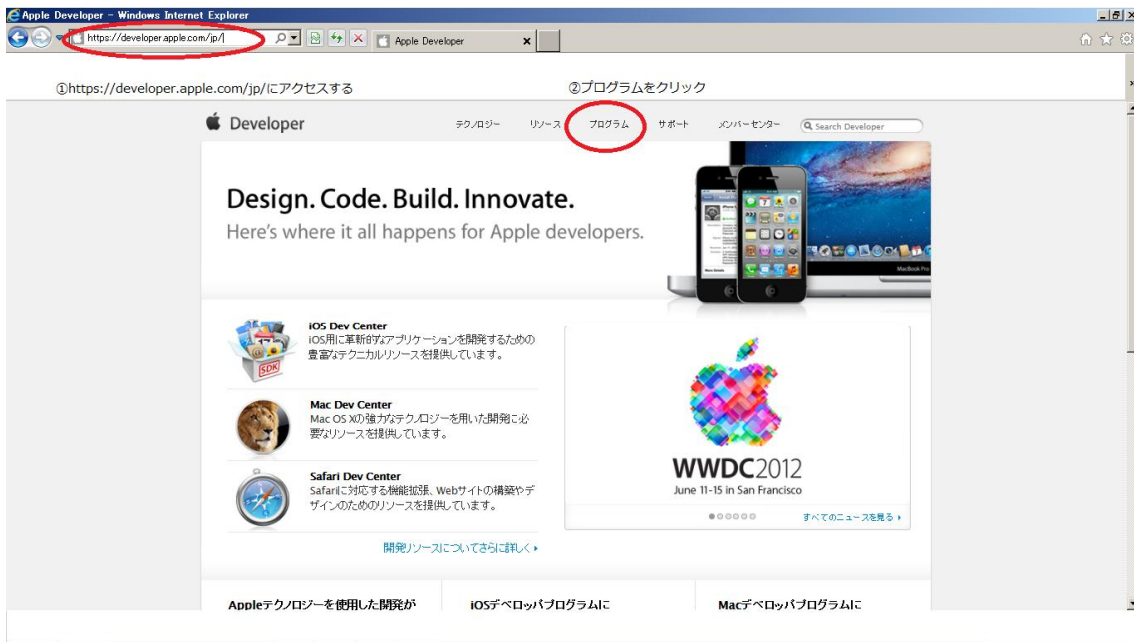 Apple Developer - Windows Internet Explorer
https://developer.apple.com/jp/
Apple Developer
①https://developer.apple.com/jp/にアクセスする
②プログラムをクリック
Developer
テクノロジー リソース プログラム サポート メンバーセンター Search Developer
Design. Code. Build. Innovate.
Here's where it all happens for Apple developers.
MacBook Pro
iOS Dev Center
iOS用に革新的なアプリケーションを開発するための
豊富なテクニカルリソースを提供しています。
SDK
Mac Dev Center
Mac OS Xの強力なテクノロジーを用いた開発に必
要なリソースを提供しています。
Safari Dev Center
Safariに対応する機能拡張、Webサイトの構築やデ
ザインのためのリソースを提供しています。
開発リソースについてさらに詳しく
WWDC2012
June 11-15 in San Francisco
すべてのニュースを見る
Appleテクノロジーを使用した開発が
iOSデベロッパプログラムに
Macデベロッパプログラムに